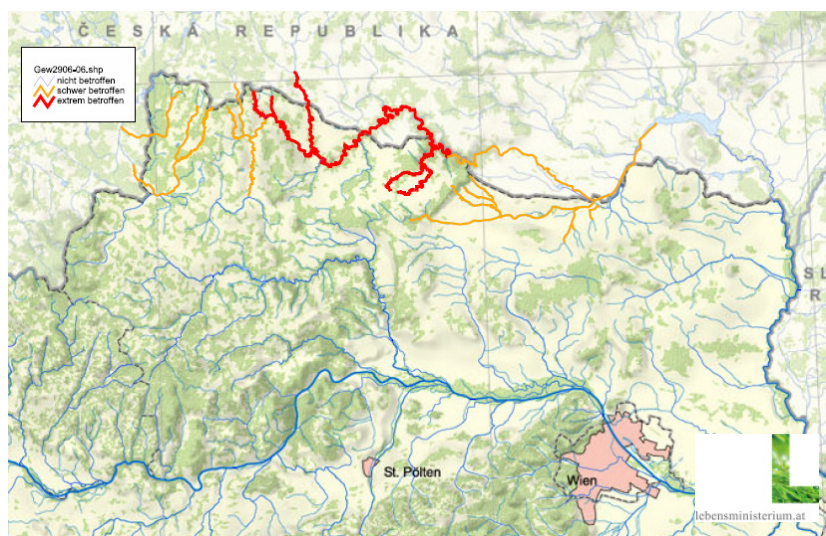 ČESKÁ REPUBLIKA
Gew2906-06.shp
nicht betroffen
schwer betroffen
extrem betroffen
SL
R
St. Pölten
Wien
lebensministerium.at